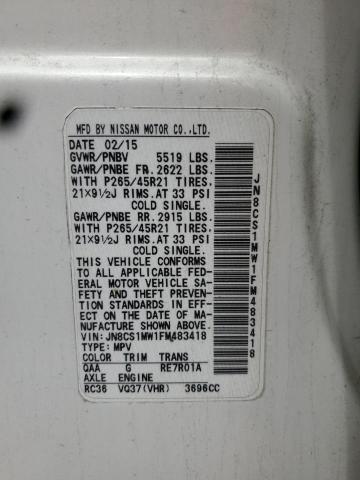 MFD BY NISSAN MOTOR CO.,LTD.
DATE 02/15
GVWR/PNBV 5519 LBS.
GAWR/PNBE FR. 2622 LBS.
WITH P265/45R21 TIRES,
21X9½J RIMS.AT 33 PSI
COLD SINGLE.
GAWR/PNBE RR. 2915 LBS.
WITH P265/45R21 TIRES,
21X9½J RIMS.AT 33 PSI
COLD SINGLE.
THIS VEHICLE CONFORMS
TO ALL APPLICABLE FED-
ERAL MOTOR VEHICLE SA-
FETY AND THEFT PREVENTION
STANDARDS IN EFF-
ECT ON THE DATE OF MA-
NUFACTURE SHOWN ABOVE.
VIN: JN8CS1MW1FM483418
TYPE: MPV
COLOR TRIM TRANS
QAA G RE7R01A
AXLE ENGINE
RC36 VQ37(VHR) 3696CC
JN8CS1MW1FM483418